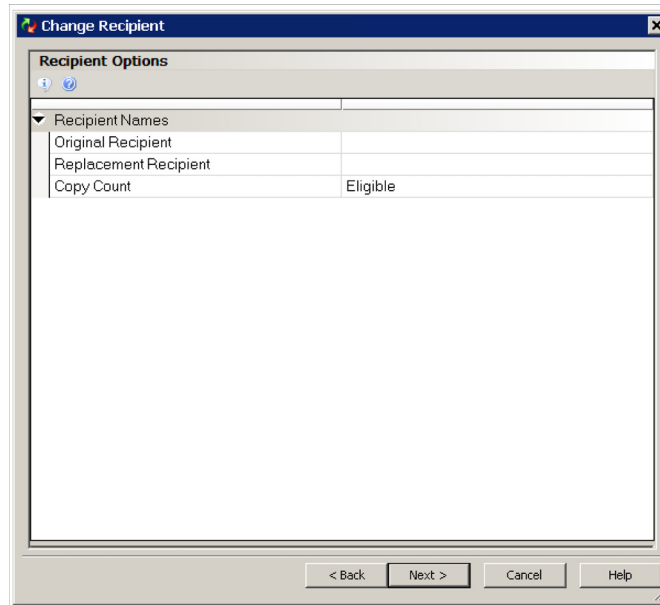 Change Recipient
Recipient Options
Recipient Names
Original Recipient
Replacement Recipient
Copy Count Eligible
< Back Next > Cancel Help